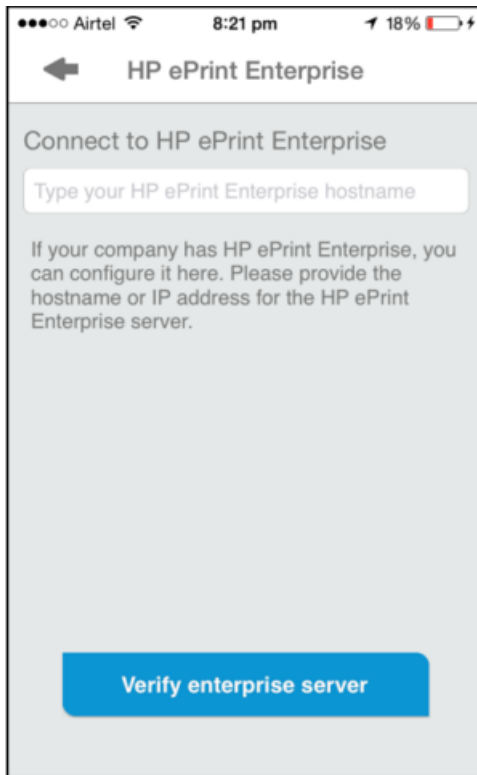 Airtel 8:21 pm 18%
HP ePrint Enterprise
Connect to HP ePrint Enterprise
Type your HP ePrint Enterprise hostname
If your company has HP ePrint Enterprise, you
can configure it here. Please provide the
hostname or IP address for the HP ePrint
Enterprise server.
Verify enterprise server